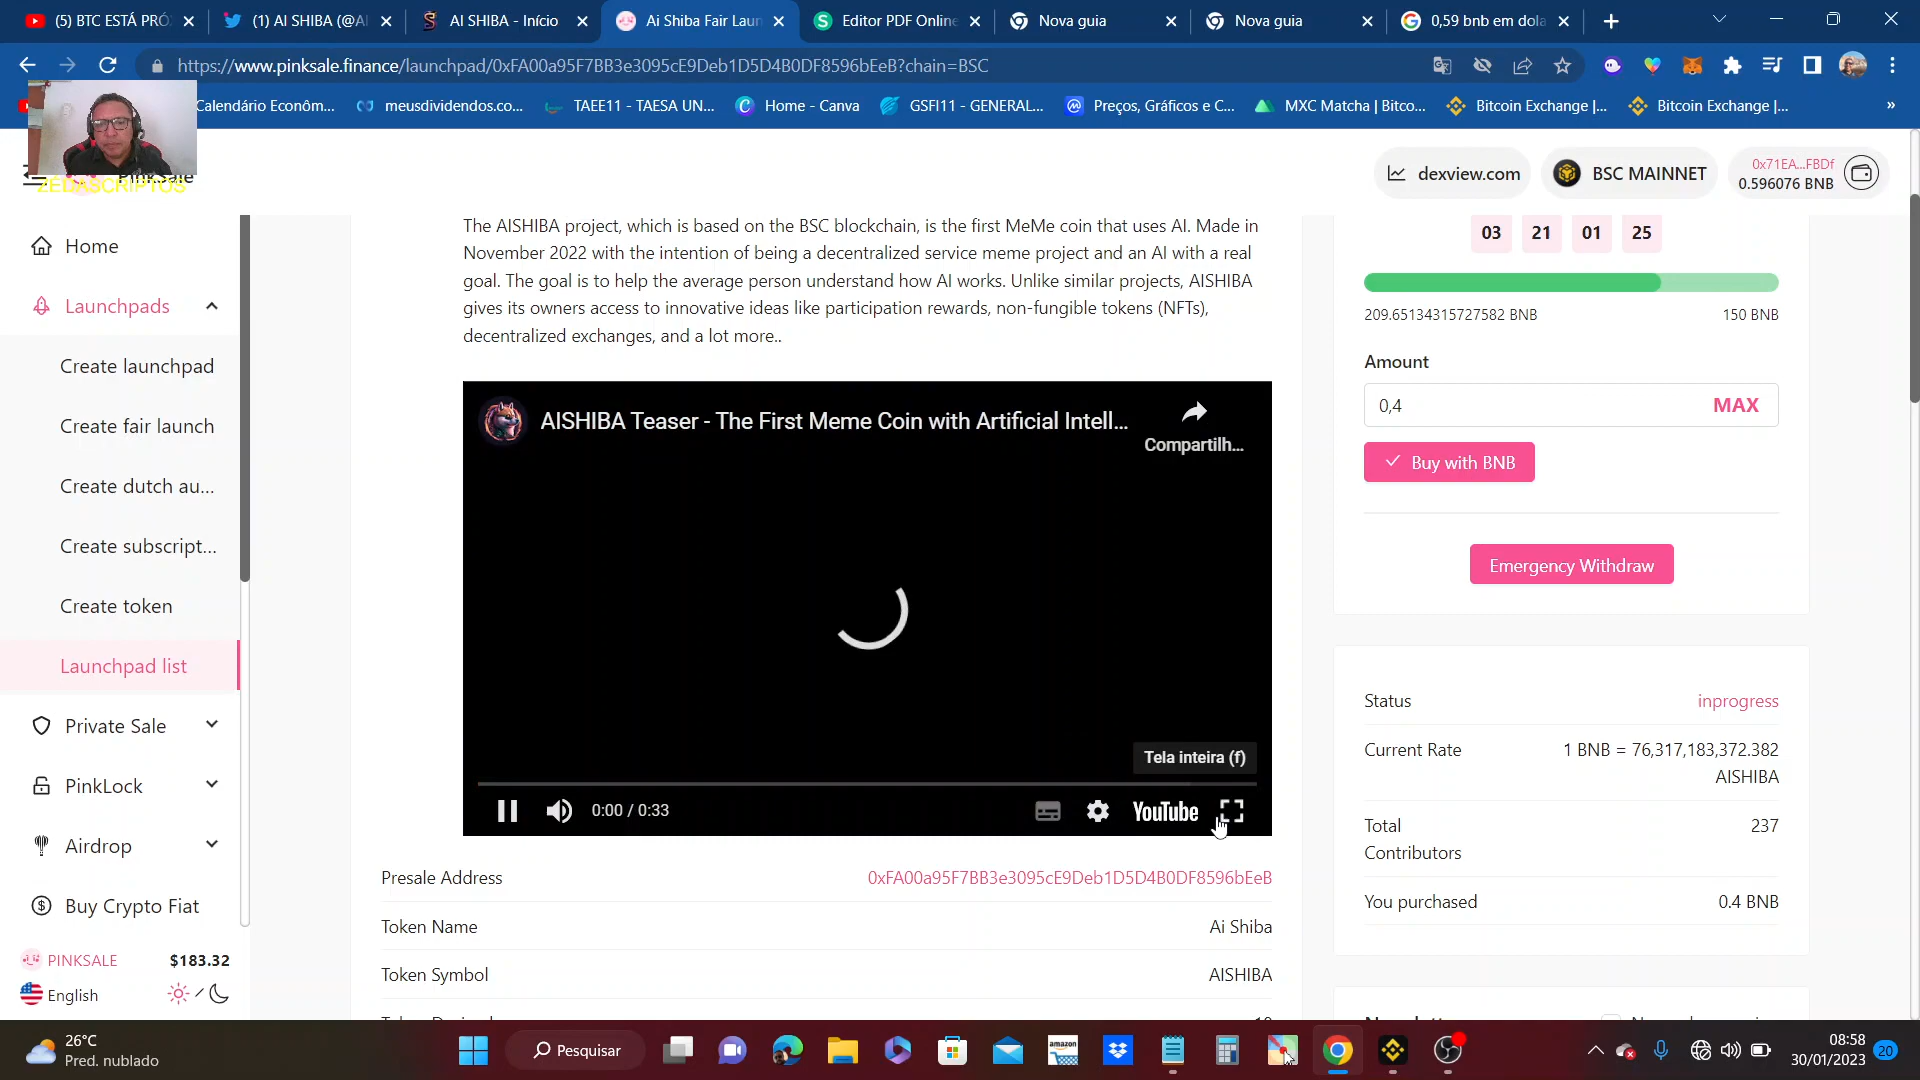 (5) BTC ESTÁ PRÓ
(1) AI SHIBA (@AI
AI SHIBA - Início
Ai Shiba Fair Laun
Editor PDF Online
Nova guia
Nova guia
0,59 bnb em dola
https://www.pinksale.finance/launchpad/0xFA00a95F7BB3e3095cE9Deb1D5D4B0DF8596bEeB?chain=BSC
Calendário Econôm...
meusdividendos.co...
TAEE11 - TAESA UN...
Home - Canva
GSFI11 - GENERAL...
Preços, Gráficos e C...
MXC Matcha | Bitco...
Bitcoin Exchange |...
Bitcoin Exchange |...
»
PinkSale
ZEDASCRIPTOS
dexview.com
BSC MAINNET
0x71EA...FBDf
0.596076 BNB
Home
Launchpads
Create launchpad
Create fair launch
Create dutch au...
Create subscript...
Create token
Launchpad list
Private Sale
PinkLock
Airdrop
Buy Crypto Fiat
PINKSALE
$183.32
English
The AISHIBA project, which is based on the BSC blockchain, is the first MeMe coin that uses AI. Made in
November 2022 with the intention of being a decentralized service meme project and an AI with a real
goal. The goal is to help the average person understand how AI works. Unlike similar projects, AISHIBA
gives its owners access to innovative ideas like participation rewards, non-fungible tokens (NFTs),
decentralized exchanges, and a lot more..
AISHIBA Teaser - The First Meme Coin with Artificial Intell...
Compartilh...
Tela inteira (f)
0:00 / 0:33
YouTube
Presale Address
0xFA00a95F7BB3e3095cE9Deb1D5D4B0DF8596bEeB
Token Name
Ai Shiba
Token Symbol
AISHIBA
03 21 01 25
209.65134315727582 BNB
150 BNB
Amount
0,4
MAX
Buy with BNB
Emergency Withdraw
Status
inprogress
Current Rate
1 BNB = 76,317,183,372.382
AISHIBA
Total
Contributors
237
You purchased
0.4 BNB
26°C
Pred. nublado
Pesquisar
amazon
08:58
30/01/2023
20